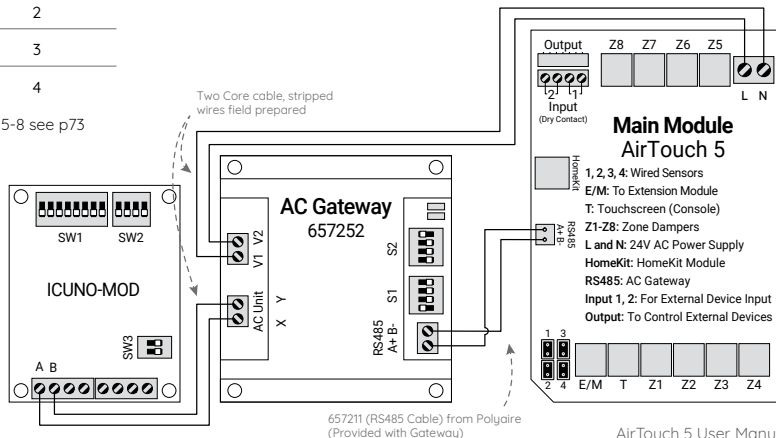 2
3
4
5-8 see p73
Two Core cable, stripped
wires field prepared
SW1
SW2
ICUNO-MOD
SW3
A B
AC Gateway
657252
V1 V2
AC Unit
X Y
S2
S1
RS485
A+ B-
657211 (RS485 Cable) from Polyaire
(Provided with Gateway)
Output
Z8 Z7 Z6 Z5
2 1
Input
(Dry Contact)
L N
Main Module
AirTouch 5
HomeKit
1, 2, 3, 4: Wired Sensors
E/M: To Extension Module
T: Touchscreen (Console)
Z1-Z8: Zone Dampers
L and N: 24V AC Power Supply
HomeKit: HomeKit Module
RS485: AC Gateway
Input 1, 2: For External Device Input
Output: To Control External Devices
A+ B-
RS485
1 3
2 4
E/M T Z1 Z2 Z3 Z4
AirTouch 5 User Manu